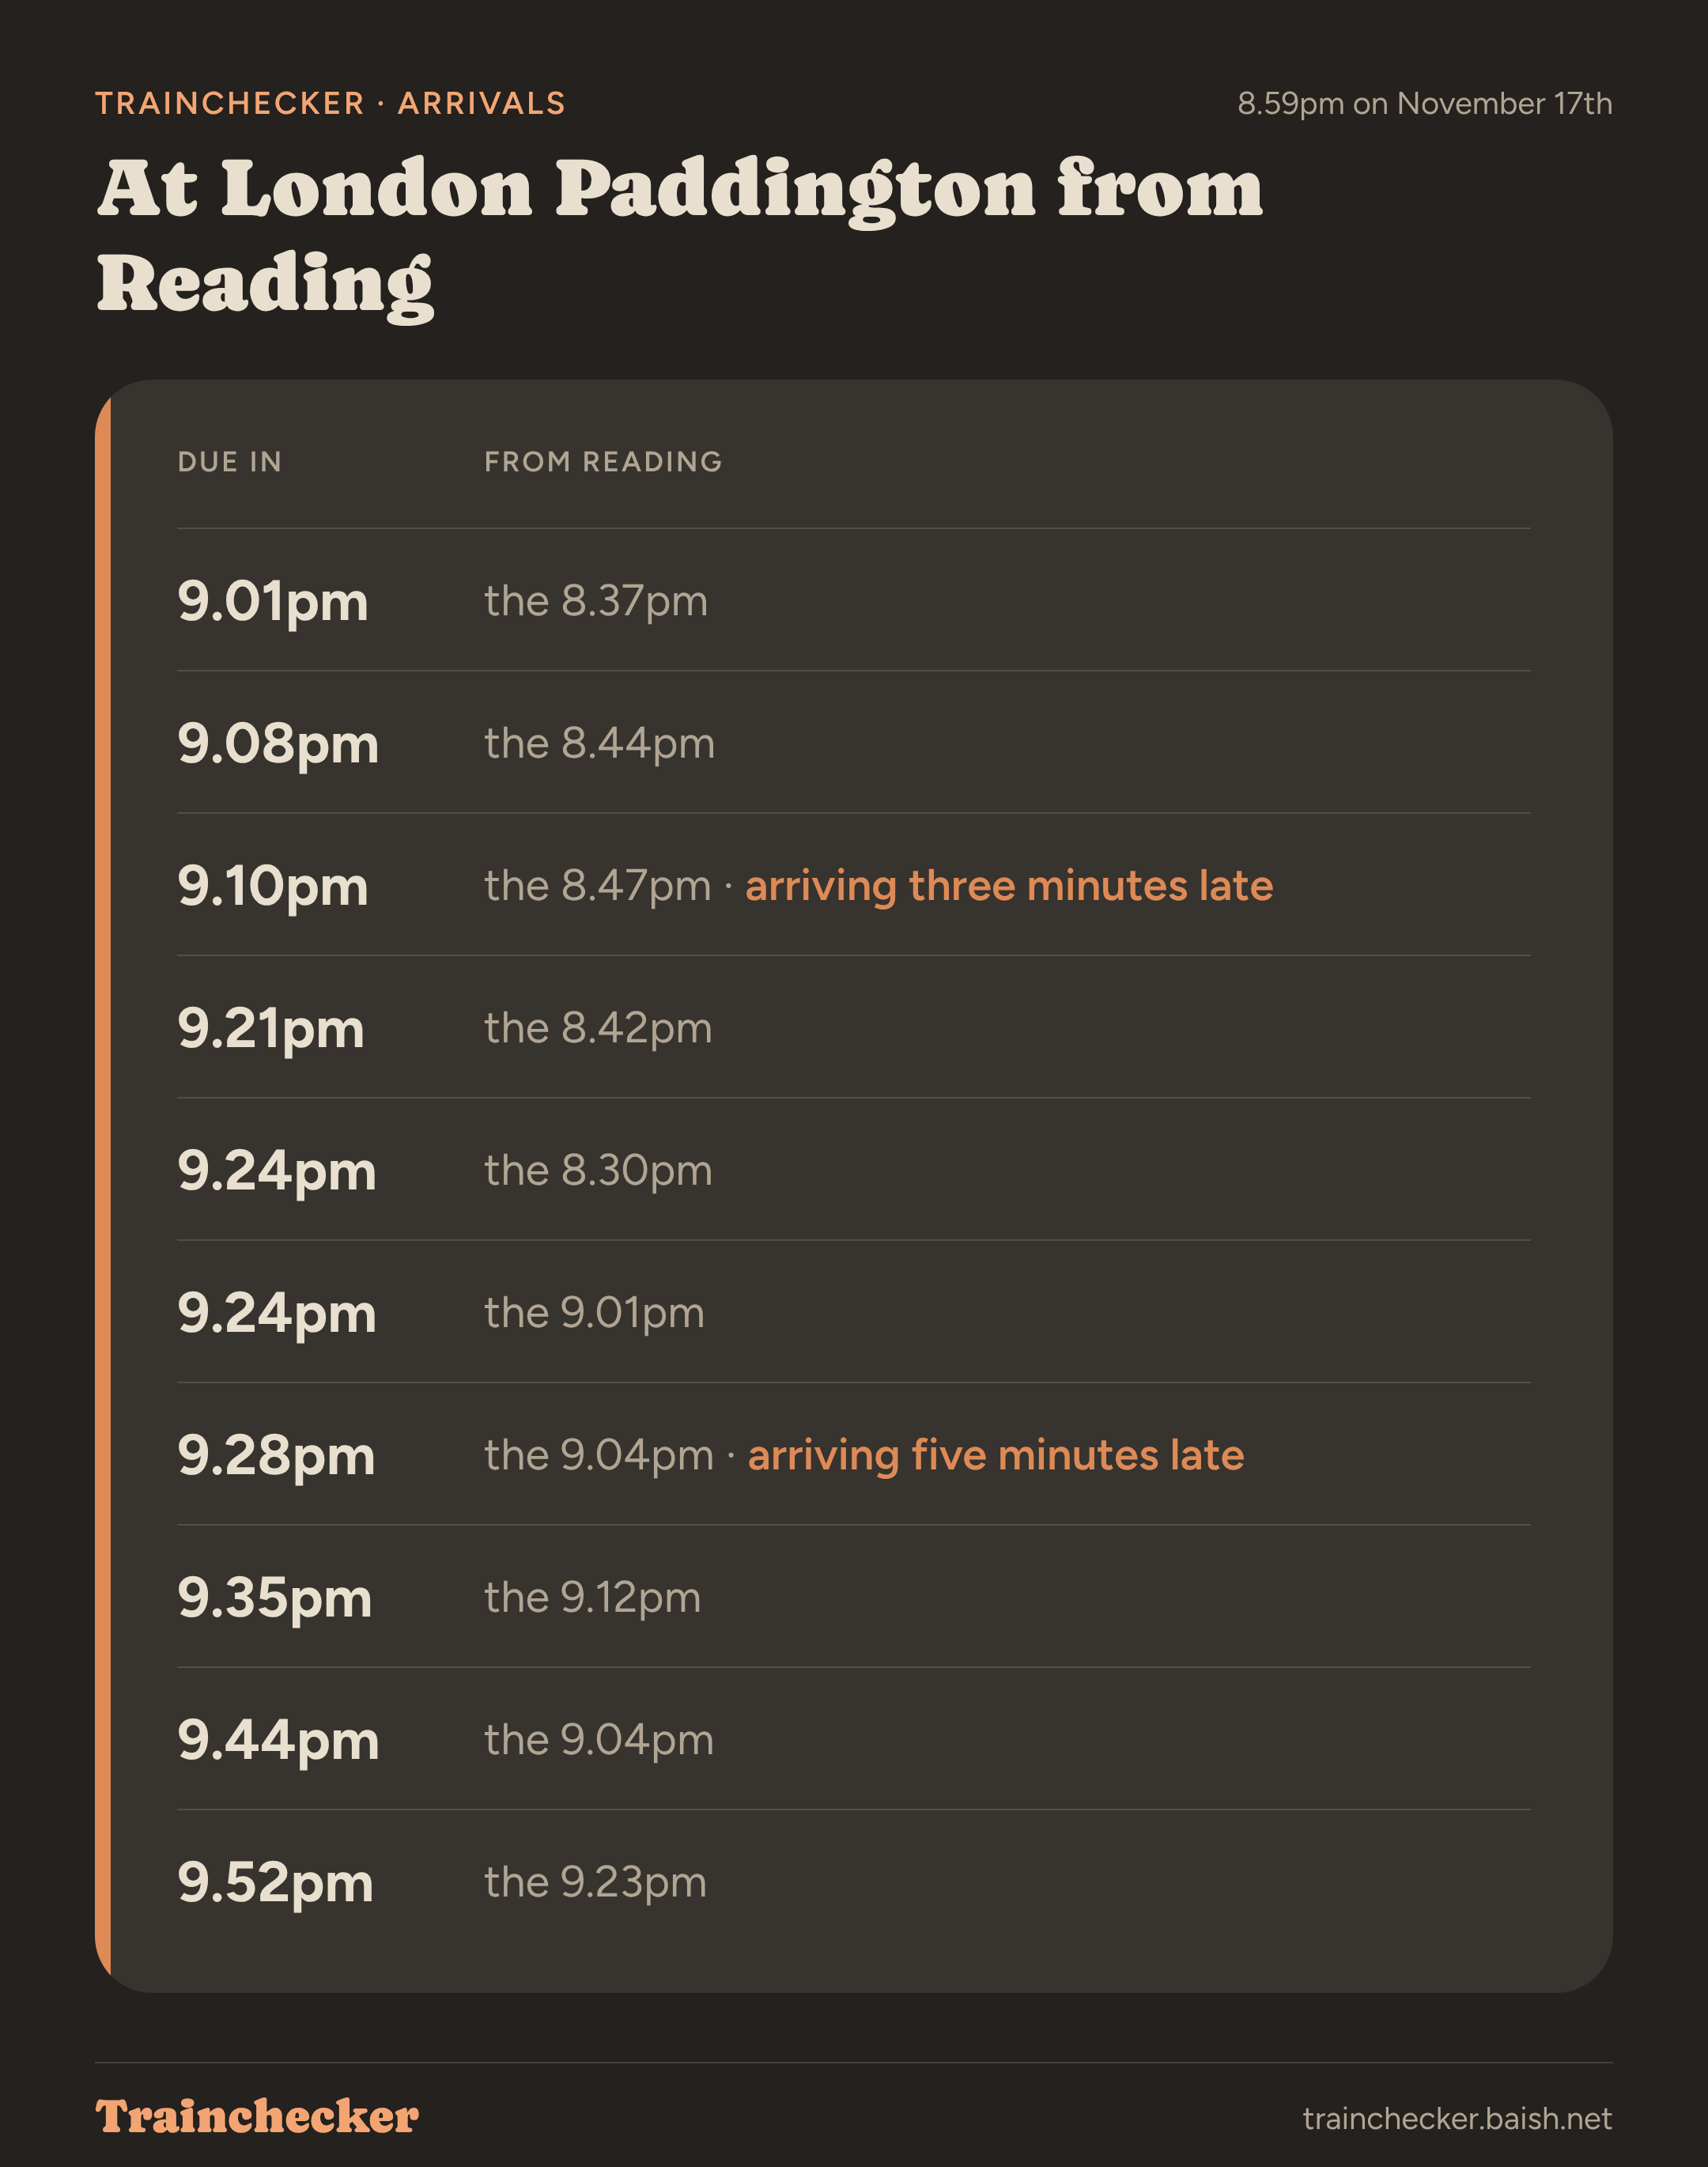 TRAINCHECKER · ARRIVALS
8.59pm on November 17th
At London Paddington from
Reading
DUE IN FROM READING
9.01pm the 8.37pm
9.08pm the 8.44pm
9.10pm the 8.47pm · arriving three minutes late
9.21pm the 8.42pm
9.24pm the 8.30pm
9.24pm the 9.01pm
9.28pm the 9.04pm · arriving five minutes late
9.35pm the 9.12pm
9.44pm the 9.04pm
9.52pm the 9.23pm
Trainchecker
trainchecker.baish.net